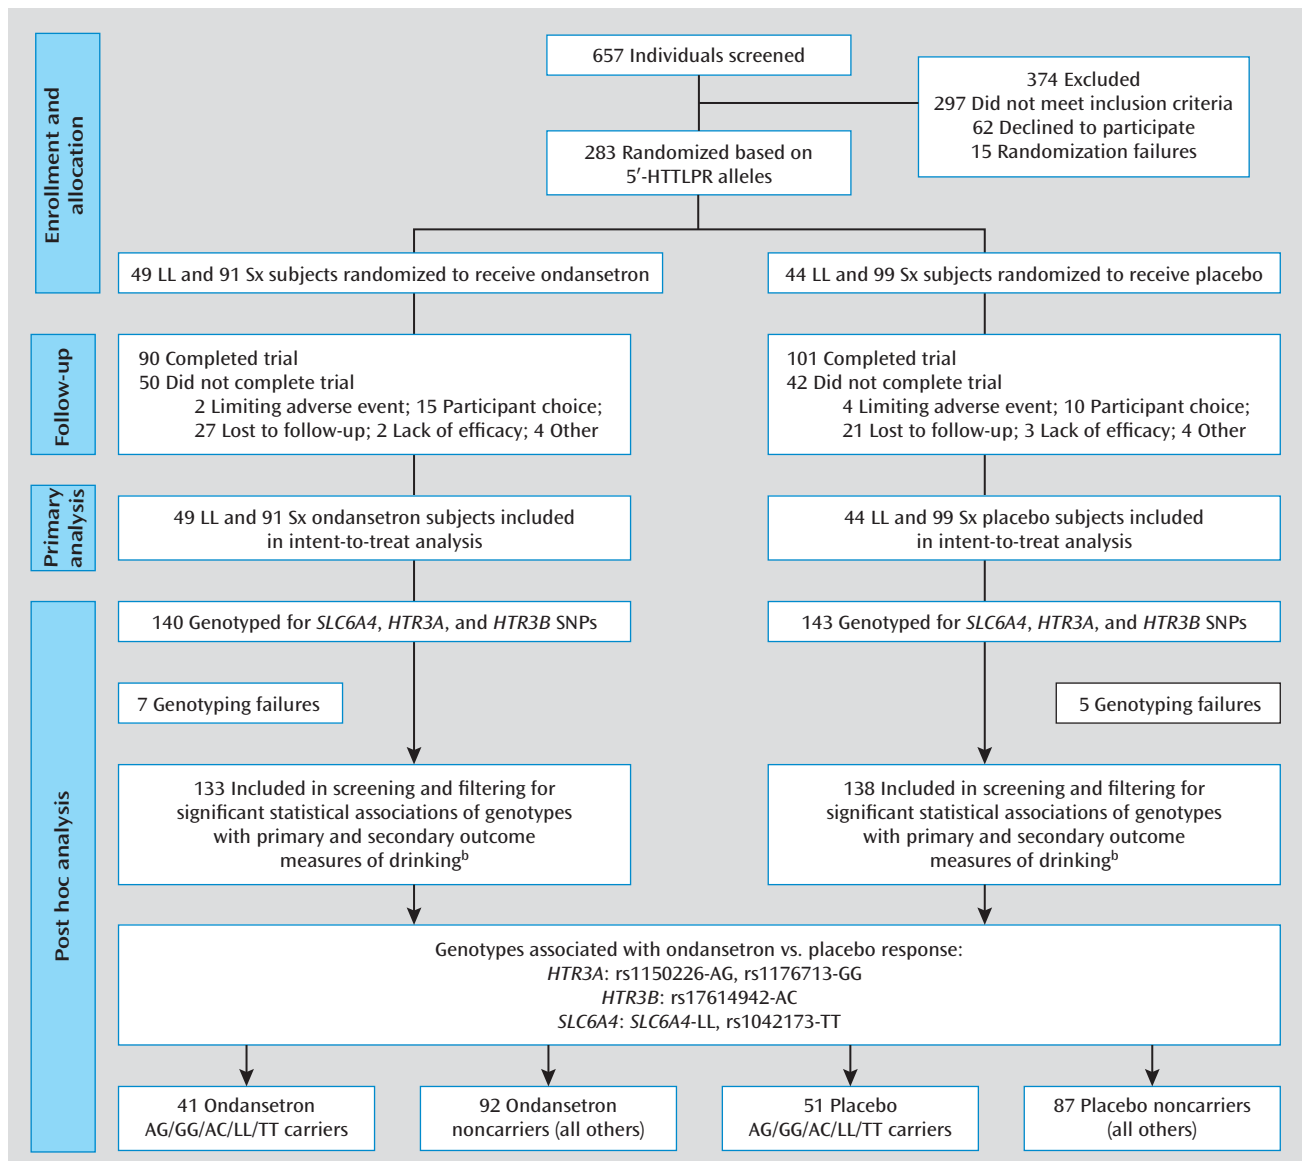 Enrollment and
allocation
657 Individuals screened
374 Excluded
297 Did not meet inclusion criteria
62 Declined to participate
15 Randomization failures
283 Randomized based on
5′-HTTLPR alleles
49 LL and 91 Sx subjects randomized to receive ondansetron
44 LL and 99 Sx subjects randomized to receive placebo
Follow-up
90 Completed trial
50 Did not complete trial
2 Limiting adverse event; 15 Participant choice;
27 Lost to follow-up; 2 Lack of efficacy; 4 Other
101 Completed trial
42 Did not complete trial
4 Limiting adverse event; 10 Participant choice;
21 Lost to follow-up; 3 Lack of efficacy; 4 Other
Primary
analysis
49 LL and 91 Sx ondansetron subjects included
in intent-to-treat analysis
44 LL and 99 Sx placebo subjects included
in intent-to-treat analysis
Post hoc analysis
140 Genotyped for SLC6A4, HTR3A, and HTR3B SNPs
143 Genotyped for SLC6A4, HTR3A, and HTR3B SNPs
7 Genotyping failures
5 Genotyping failures
133 Included in screening and filtering for
significant statistical associations of genotypes
with primary and secondary outcome
measures of drinkingb
138 Included in screening and filtering for
significant statistical associations of genotypes
with primary and secondary outcome
measures of drinkingb
Genotypes associated with ondansetron vs. placebo response:
HTR3A: rs1150226-AG, rs1176713-GG
HTR3B: rs17614942-AC
SLC6A4: SLC6A4-LL, rs1042173-TT
41 Ondansetron
AG/GG/AC/LL/TT carriers
92 Ondansetron
noncarriers (all others)
51 Placebo
AG/GG/AC/LL/TT carriers
87 Placebo noncarriers
(all others)